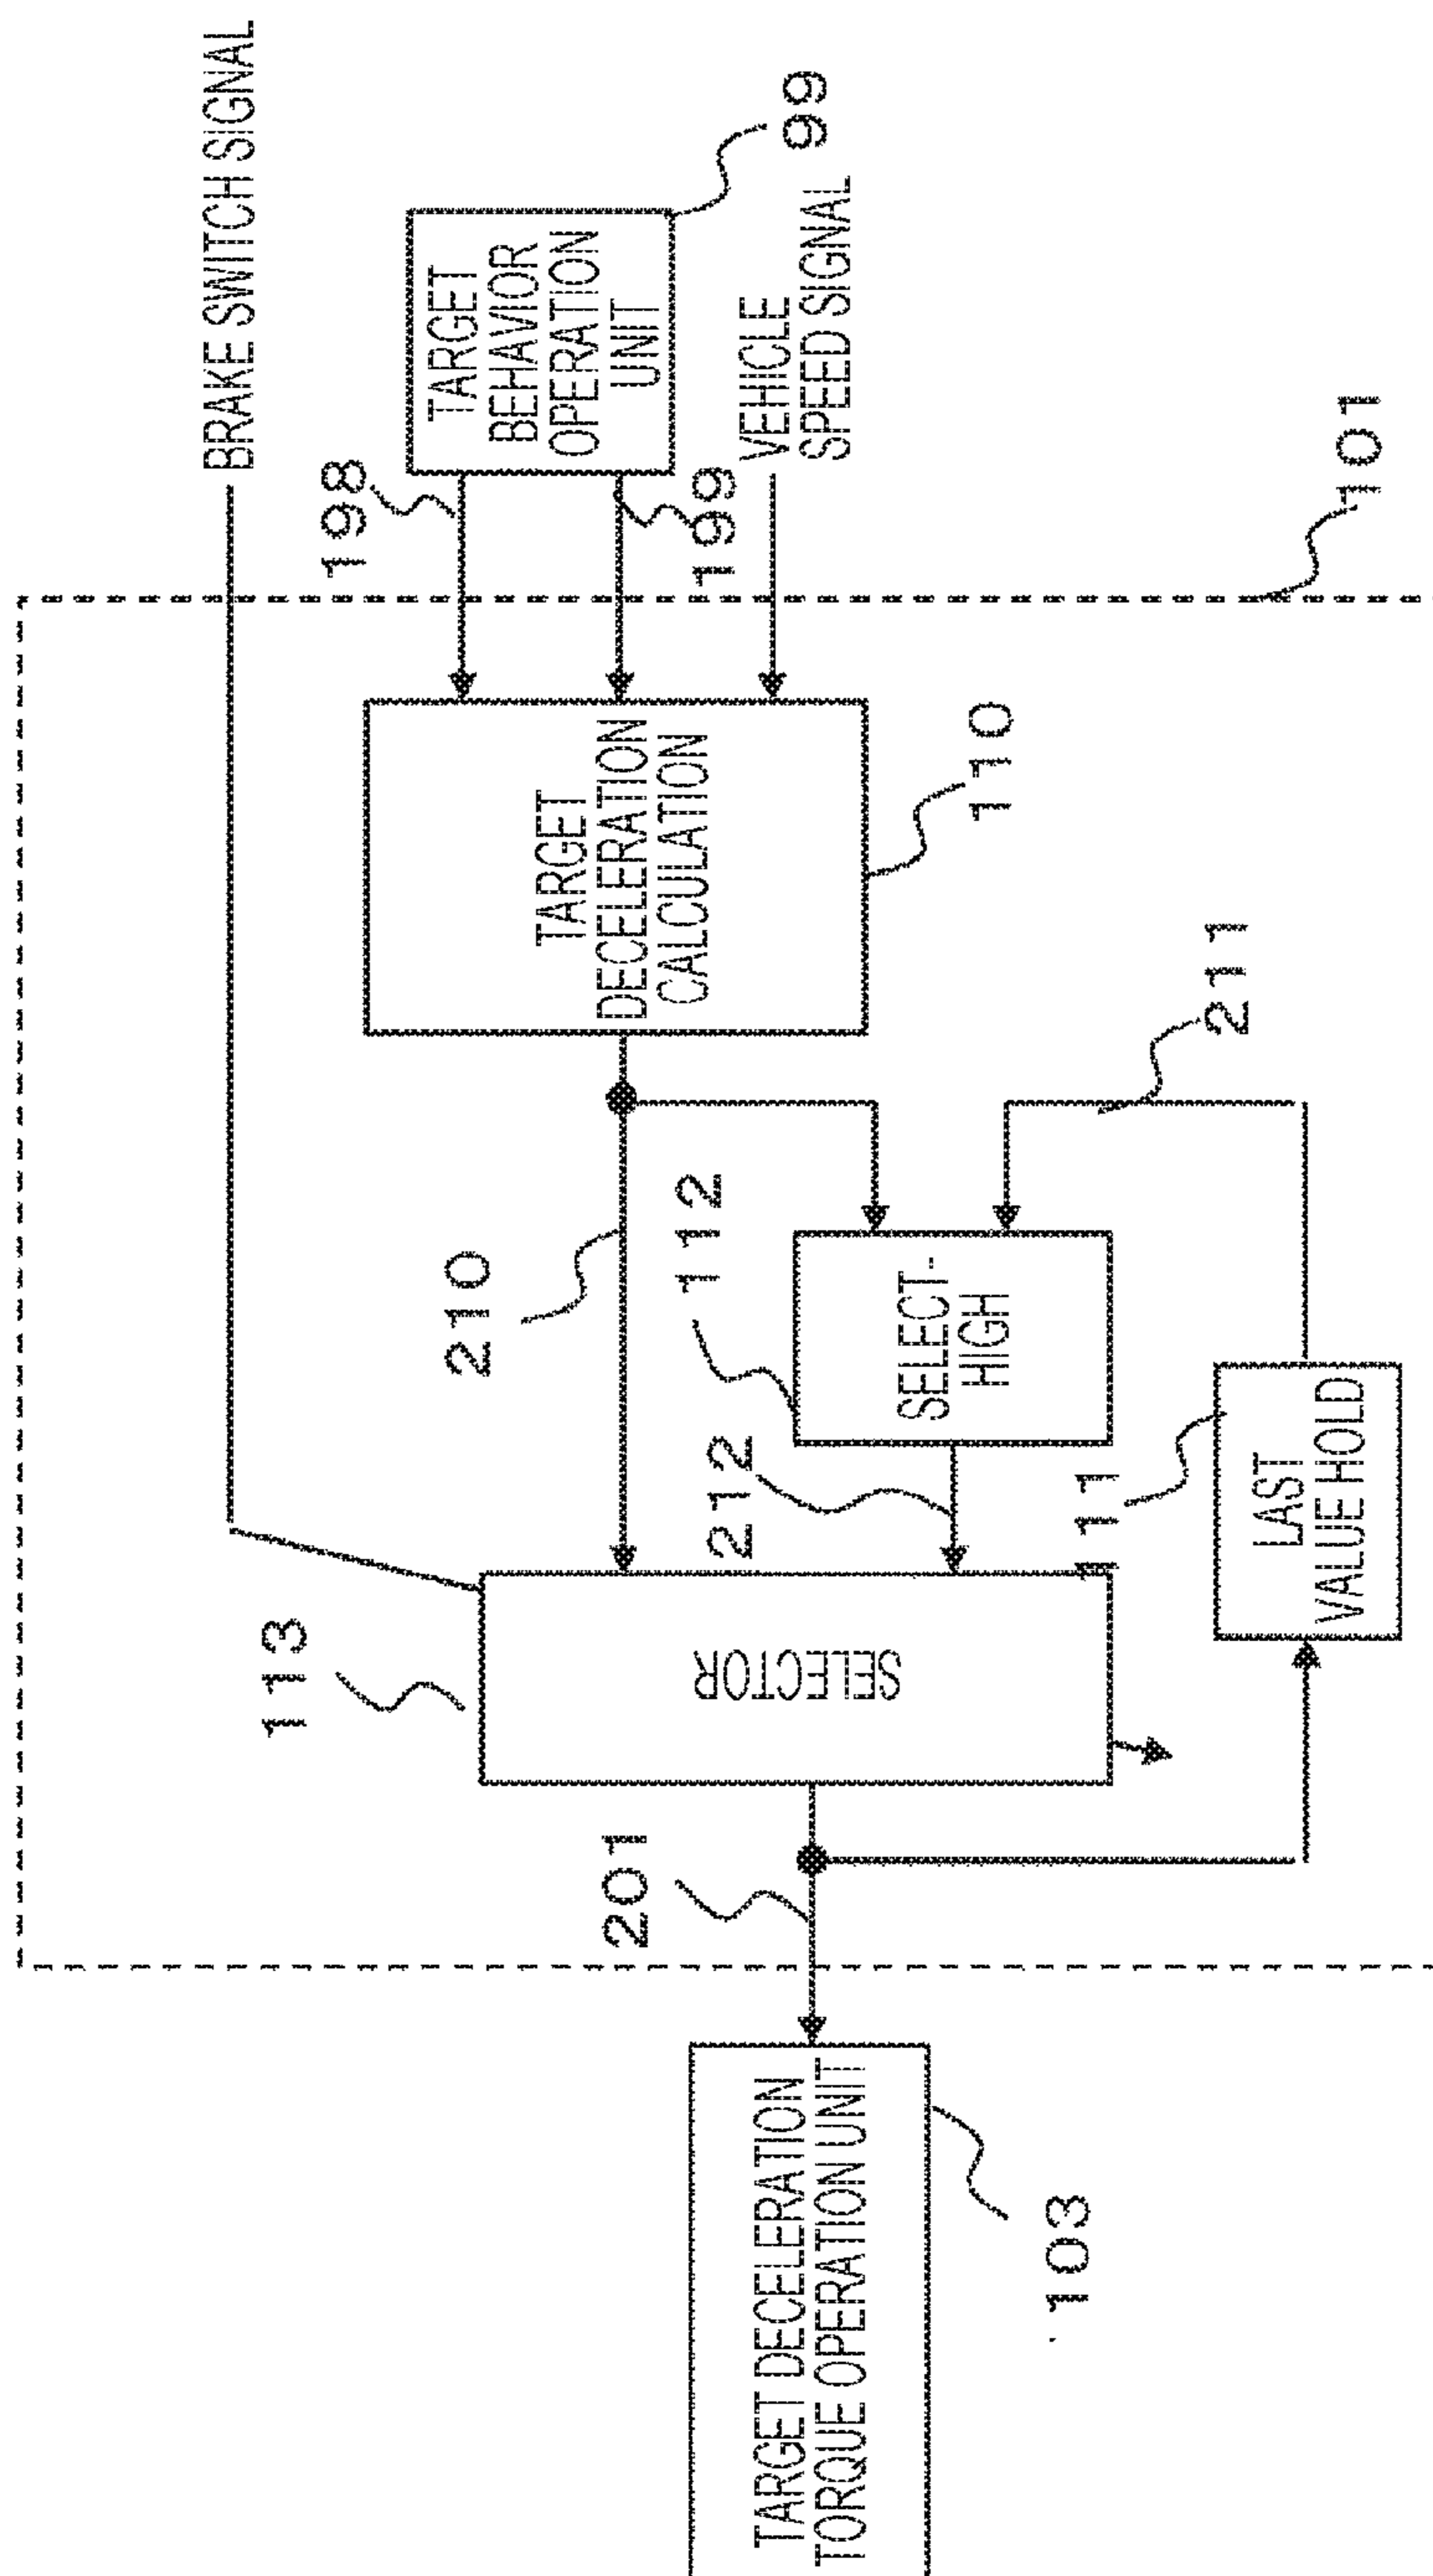 BRAKE SWITCH SIGNAL
TARGET
BEHAVIOR
OPERATION
UNIT
99
198
199
VEHICLE
SPEED SIGNAL
101
TARGET
DECELERATION
CALCULATION
110
210
112
SELECT-
HIGH
211
212
111
LAST
VALUE HOLD
113
SELECTOR
201
TARGET DECELERATION
TORQUE OPERATION UNIT
103